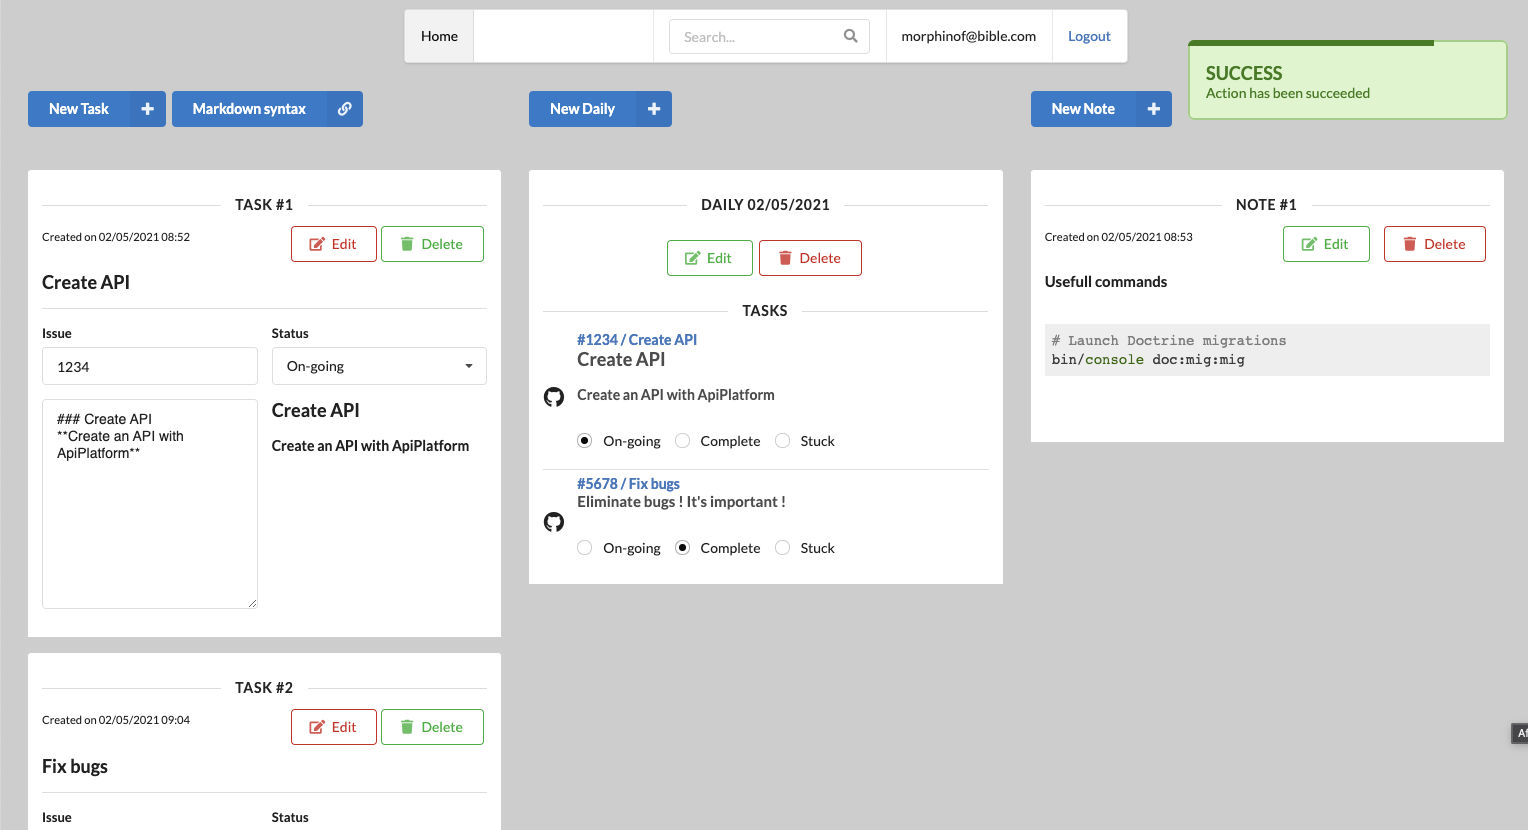 Home
Search...
morphinof@bible.com
Logout
SUCCESS
Action has been succeeded
New Task
Markdown syntax
New Daily
New Note
TASK #1
Created on 02/05/2021 08:52
Edit
Delete
Create API
Issue
Status
1234
On-going
### Create API
**Create an API with
ApiPlatform**
Create API
Create an API with ApiPlatform
TASK #2
Created on 02/05/2021 09:04
Edit
Delete
Fix bugs
Issue
Status
DAILY 02/05/2021
Edit
Delete
TASKS
#1234 / Create API
Create API
Create an API with ApiPlatform
On-going
Complete
Stuck
#5678 / Fix bugs
Eliminate bugs ! It's important !
On-going
Complete
Stuck
NOTE #1
Created on 02/05/2021 08:53
Edit
Delete
Usefull commands
# Launch Doctrine migrations
bin/console doc:mig:mig